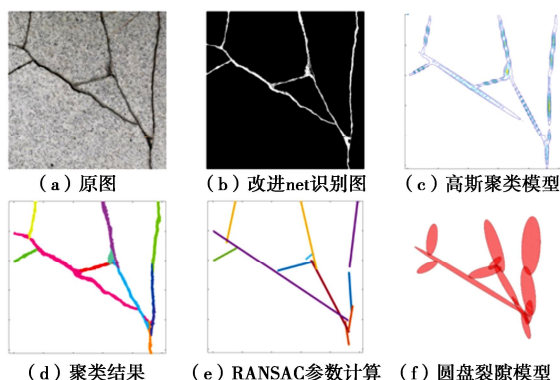 （a）原图
（b）改进net识别图
（c）高斯聚类模型
（d）聚类结果
（e）RANSAC参数计算
（f）圆盘裂隙模型